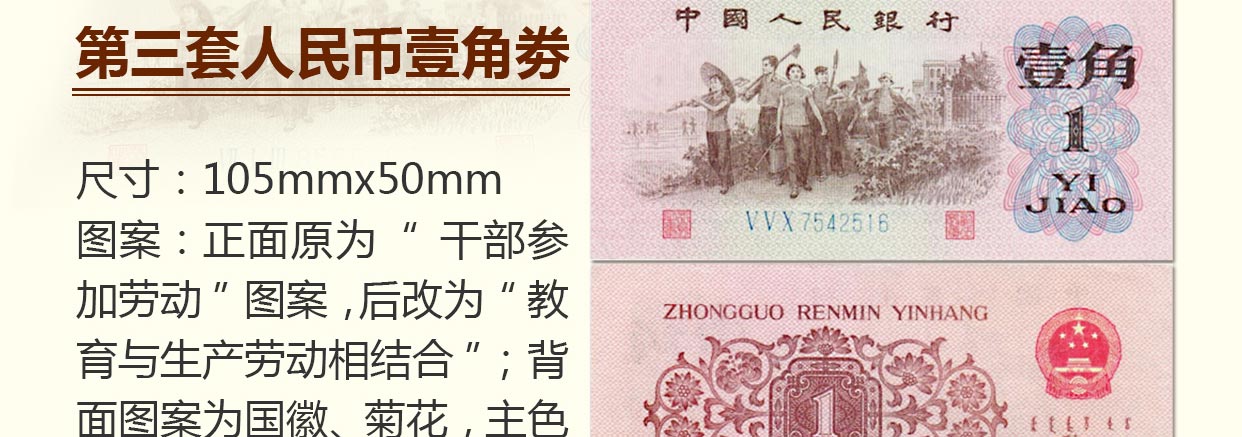 第三套人民币壹角券
尺寸：105mmx50mm
图案：正面原为“干部参
加劳动”图案，后改为“教
育与生产劳动相结合”；背
面图案为国徽、菊花，主色
中國人民銀行
壹角
1
YI
JIAO
VVX7542516
ZHONGGUO RENMIN YINHANG
1